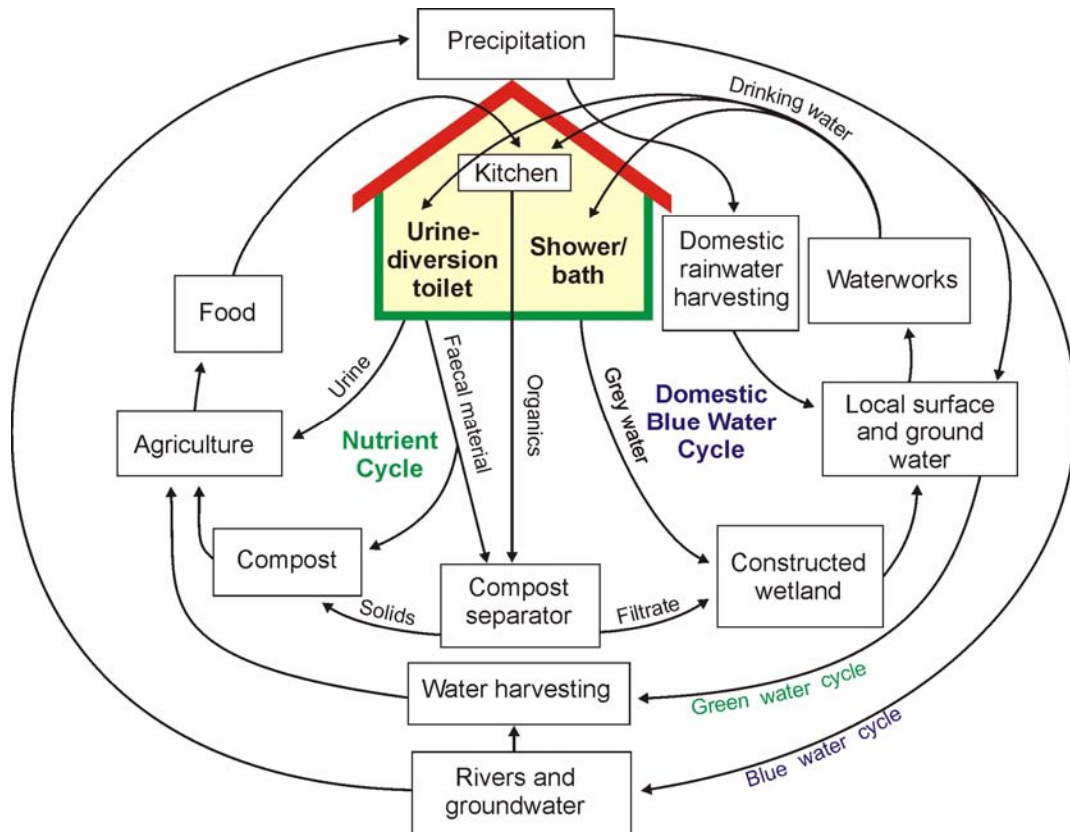 Precipitation
Drinking water
Kitchen
Urine-
diversion
toilet
Shower/
bath
Domestic
rainwater
harvesting
Waterworks
Food
Urine
Faecal material
Organics
Grey water
Domestic
Blue Water
Cycle
Local surface
and ground
water
Agriculture
Nutrient
Cycle
Compost
Compost
separator
Constructed
wetland
Solids
Filtrate
Water harvesting
Green water cycle
Blue water cycle
Rivers and
groundwater